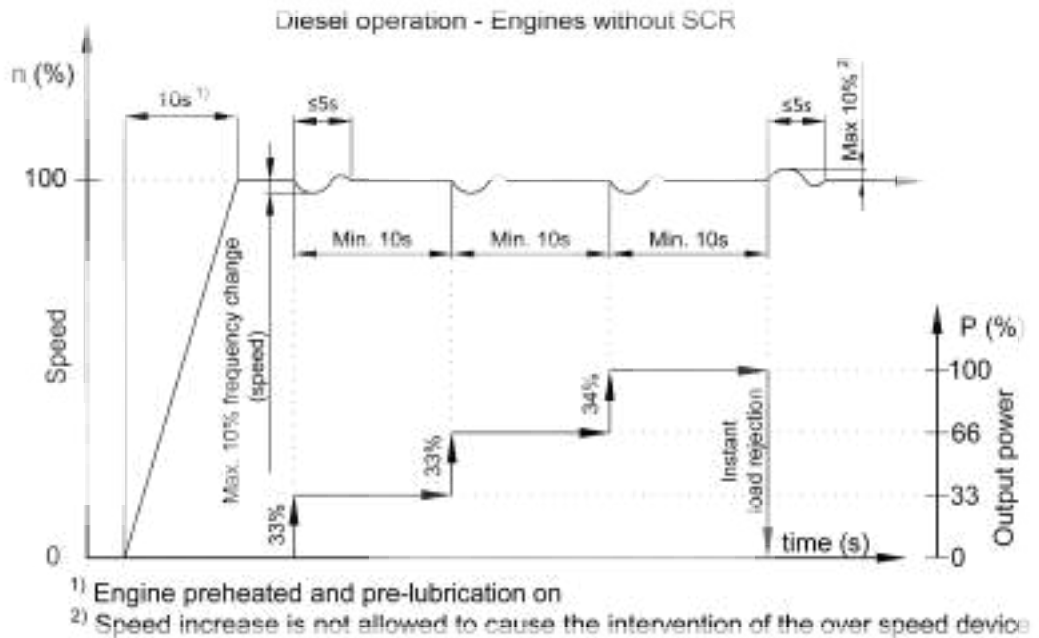 Diesel operation - Engines without SCR
n (%)
10s 1)
≤5s
≤5s
Max 10% 2)
100
Min. 10s
Min. 10s
Min. 10s
Max. 10% frequency change
(speed)
Speed
P (%)
100
66
33
0
Output power
33%
33%
34%
Instant
load rejection
0
time (s)
1) Engine preheated and pre-lubrication on
2) Speed increase is not allowed to cause the intervention of the over speed device